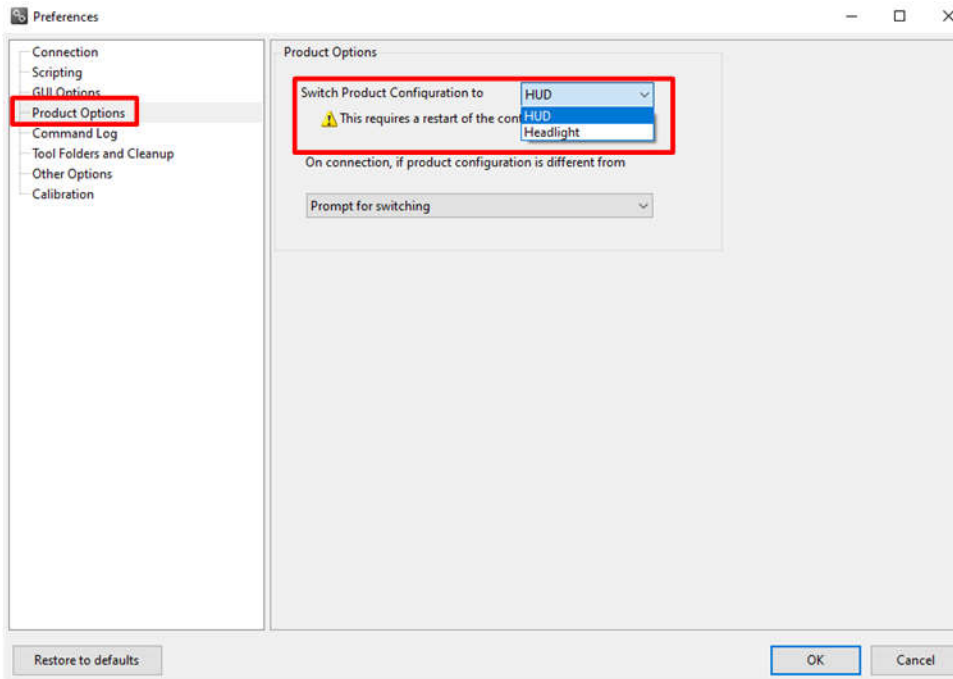 Preferences
Connection
Scripting
GUI Options
Product Options
Command Log
Tool Folders and Cleanup
Other Options
Calibration
Product Options
Switch Product Configuration to HUD
This requires a restart of the
HUD
Headlight
On connection, if product configuration is different from
Prompt for switching
Restore to defaults
OK Cancel